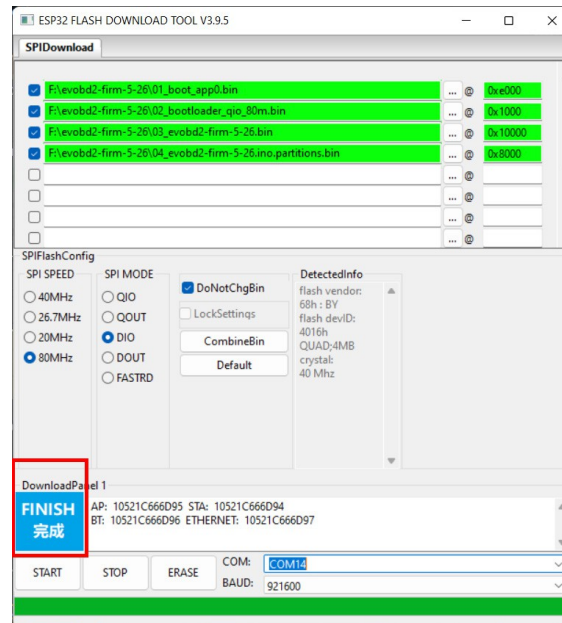 ESP32 FLASH DOWNLOAD TOOL V3.9.5
SPIDownload
F:\evobd2-firm-5-26\01_boot_app0.bin ... @ 0xe000
F:\evobd2-firm-5-26\02_bootloader_qio_80m.bin ... @ 0x1000
F:\evobd2-firm-5-26\03_evobd2-firm-5-26.bin ... @ 0x10000
F:\evobd2-firm-5-26\04_evobd2-firm-5-26.ino.partitions.bin ... @ 0x8000
... @
... @
... @
... @
SPIFlashConfig
SPI SPEED
40MHz
26.7MHz
20MHz
80MHz
SPI MODE
QIO
QOUT
DIO
DOUT
FASTRD
DoNotChgBin
LockSettings
CombineBin
Default
DetectedInfo
flash vendor:
68h : BY
flash devID:
4016h
QUAD;4MB
crystal:
40 Mhz
DownloadPanel 1
FINISH
完成
AP: 10521C666D95 STA: 10521C666D94
BT: 10521C666D96 ETHERNET: 10521C666D97
START STOP ERASE
COM: COM14
BAUD: 921600